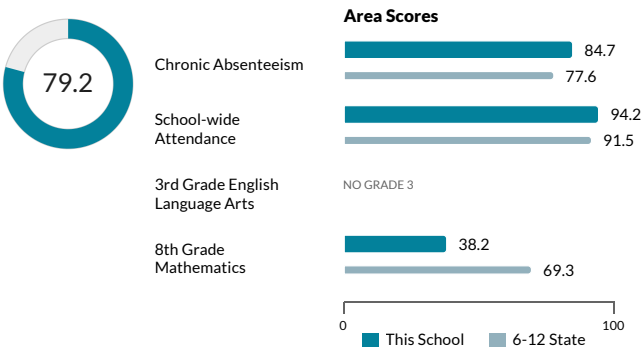 79.2
Area Scores
Chronic Absenteeism
84.7
77.6
School-wide
Attendance
94.2
91.5
3rd Grade English
Language Arts
NO GRADE 3
8th Grade
Mathematics
38.2
69.3
0
100
This School
6-12 State